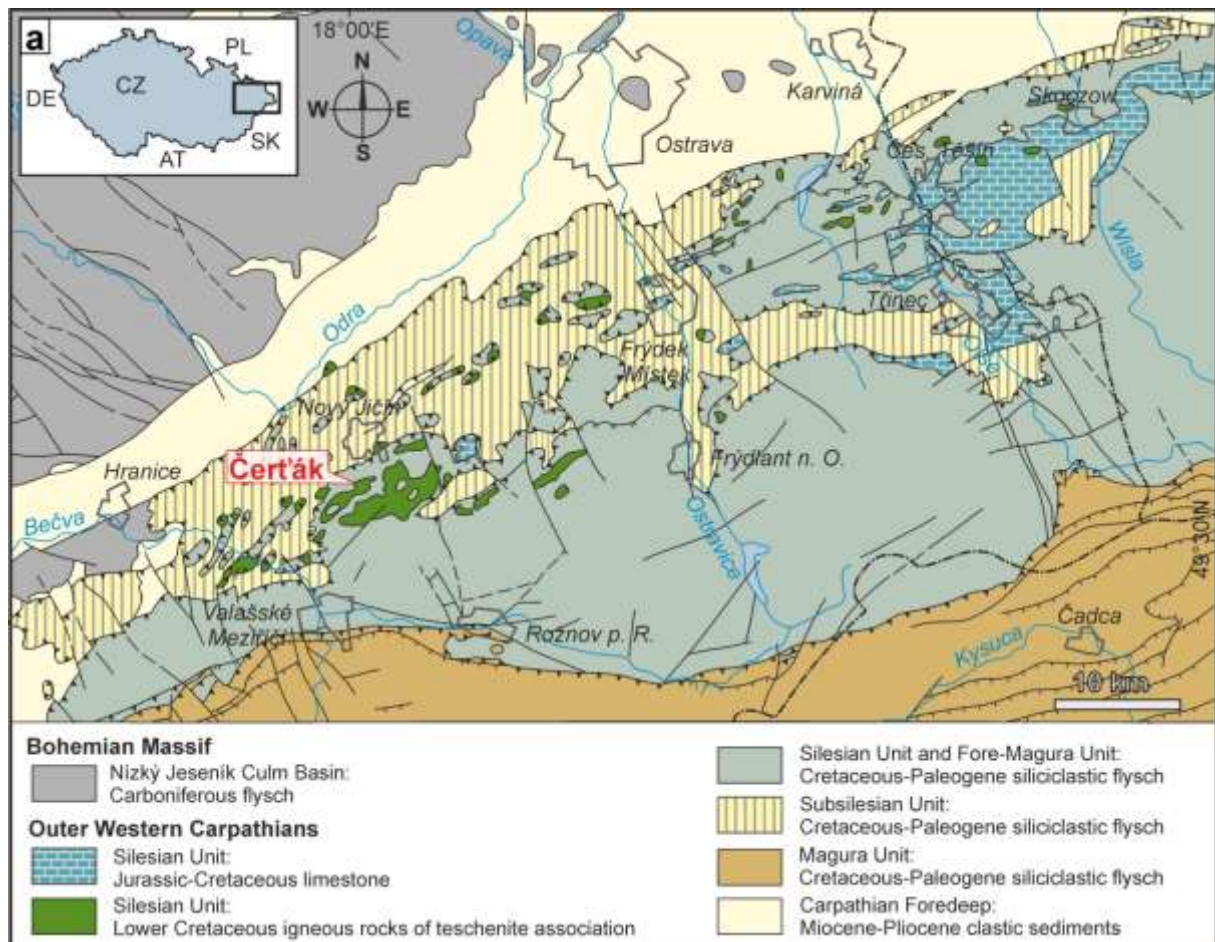 a
PL
CZ
DE
AT
SK
18°00'E
N
W E
S
Opava
Karviná
Skoczow
Ostrava
Čes. Těšín
Wisla
Odra
Třinec
Olše
Frýdek
Místek
Nový Jičín
Čerťák
Hranice
Frýdlant n. O.
Bečva
Ostravice
49°30'N
Valašské
Meziříčí
Rožnov p. R.
Čadca
Kysuca
10 km
Bohemian Massif
Nízký Jeseník Culm Basin:
Carboniferous flysch
Outer Western Carpathians
Silesian Unit:
Jurassic-Cretaceous limestone
Silesian Unit:
Lower Cretaceous igneous rocks of teschenite association
Silesian Unit and Fore-Magura Unit:
Cretaceous-Paleogene siliciclastic flysch
Subsilesian Unit:
Cretaceous-Paleogene siliciclastic flysch
Magura Unit:
Cretaceous-Paleogene siliciclastic flysch
Carpathian Foredeep:
Miocene-Pliocene clastic sediments